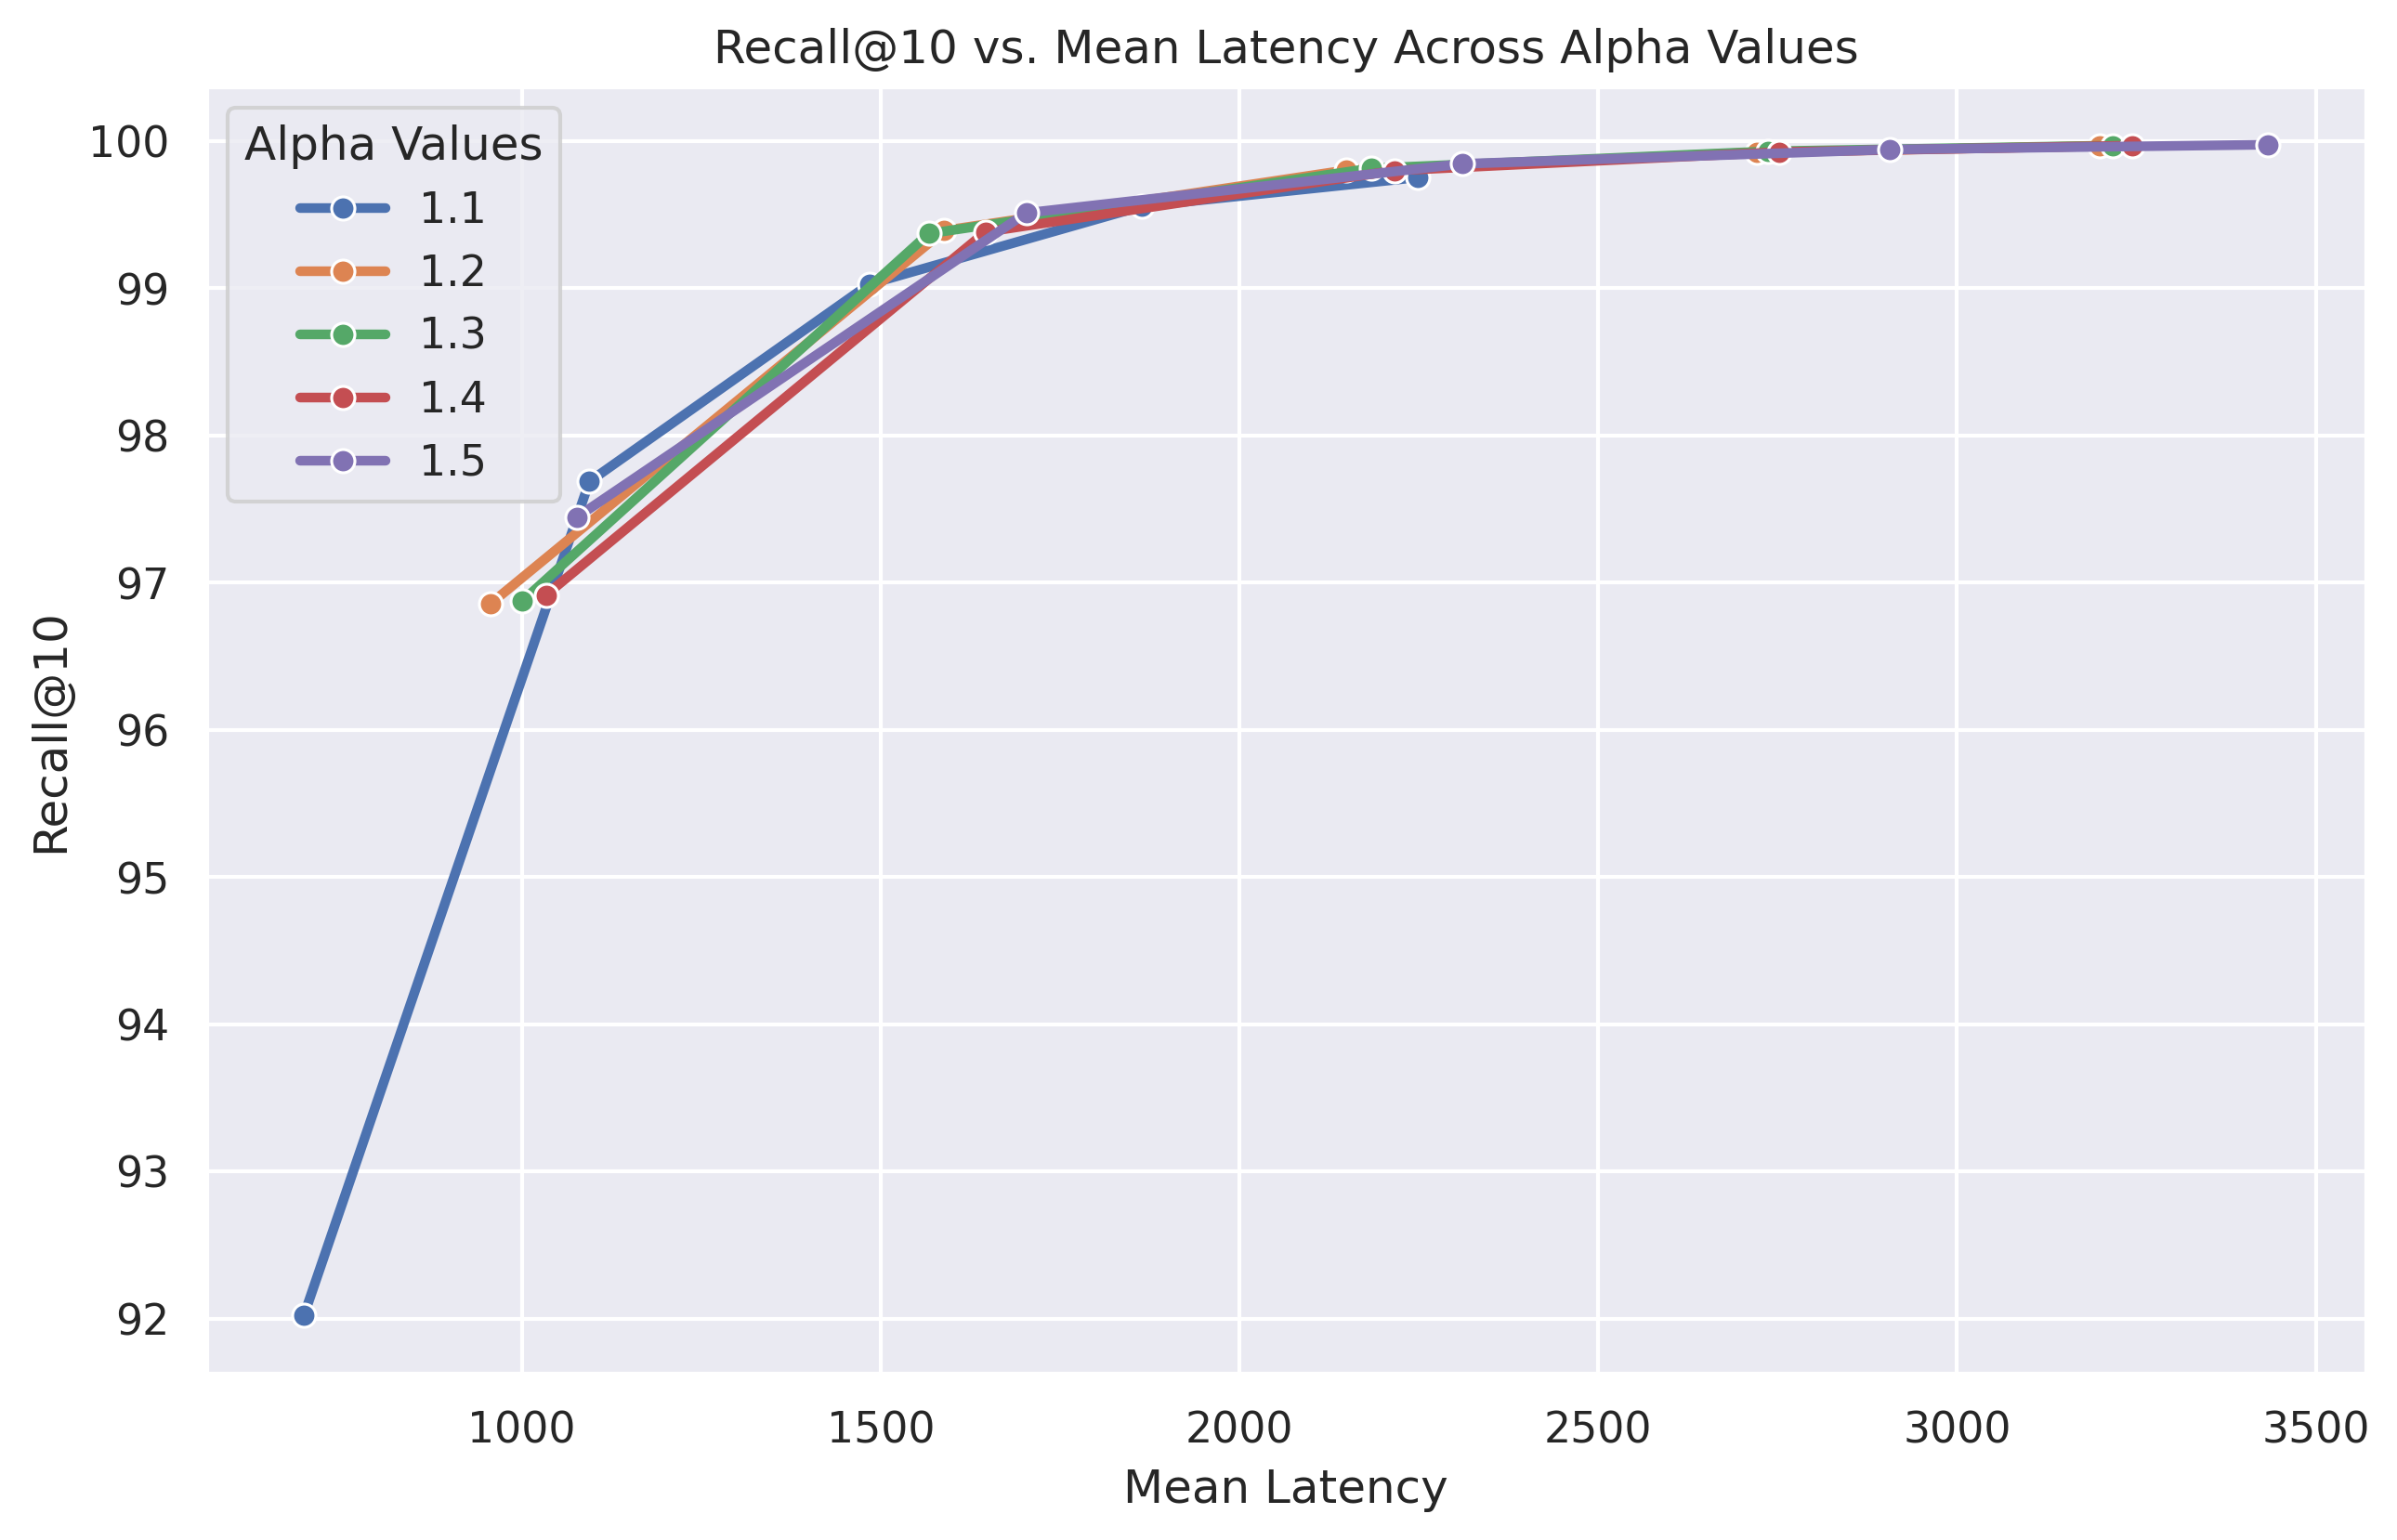 Recall@10 vs. Mean Latency Across Alpha Values
Alpha Values
1.1
1.2
1.3
1.4
1.5
100
99
98
97
96
95
94
93
92
Recall@10
1000 1500 2000 2500 3000 3500
Mean Latency